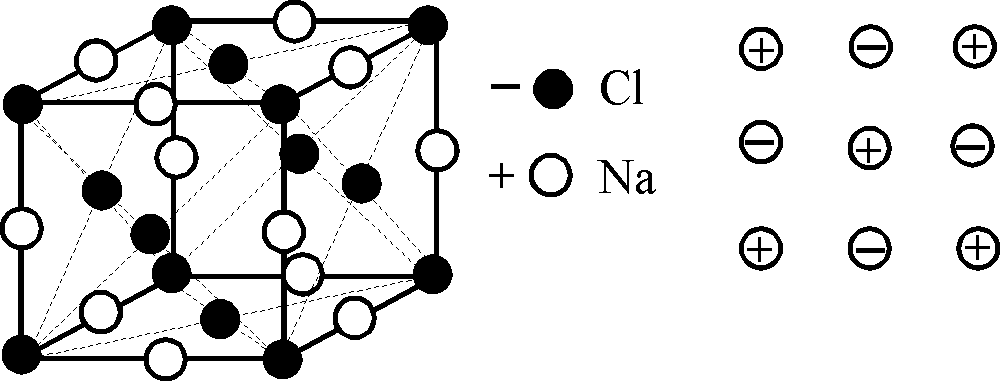 − Cl
+ Na
+ − +
− + −
+ − +